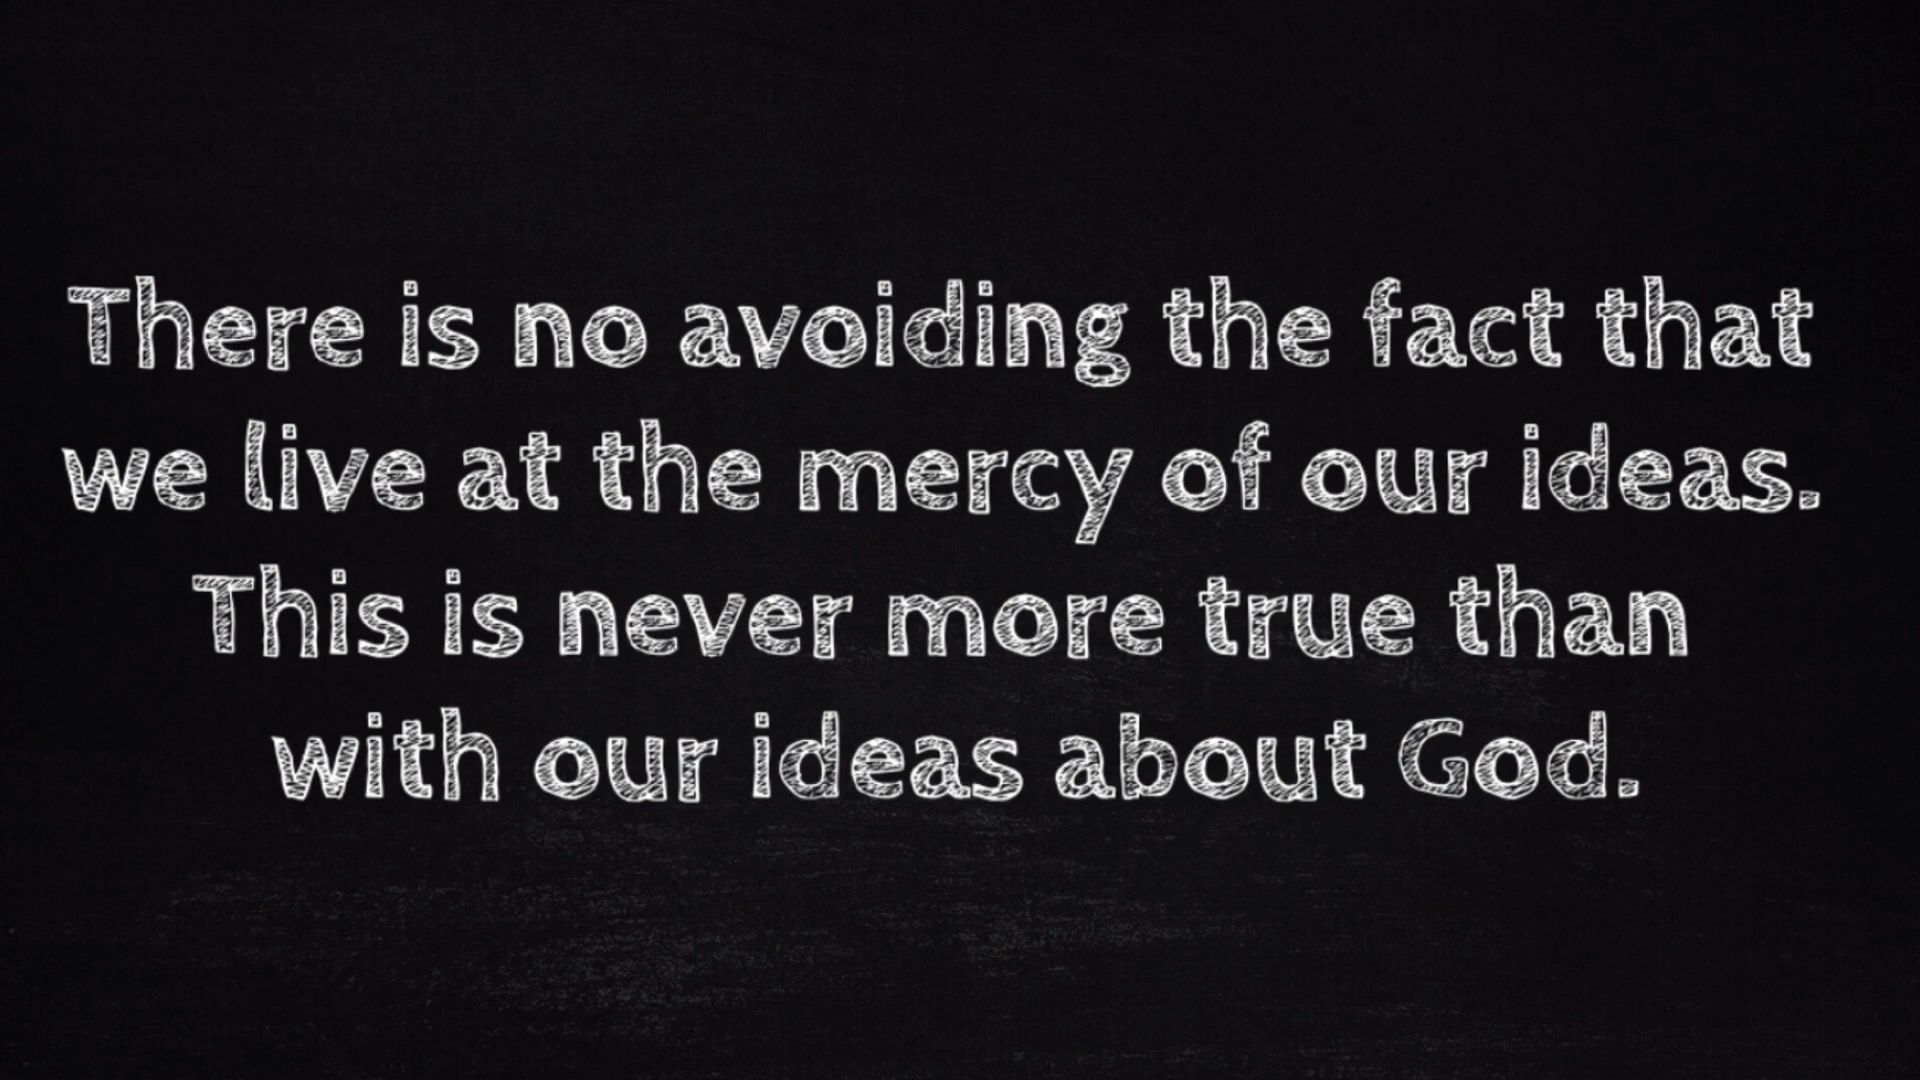 There is no avoiding the fact that
we live at the mercy of our ideas.
This is never more true than
with our ideas about God.